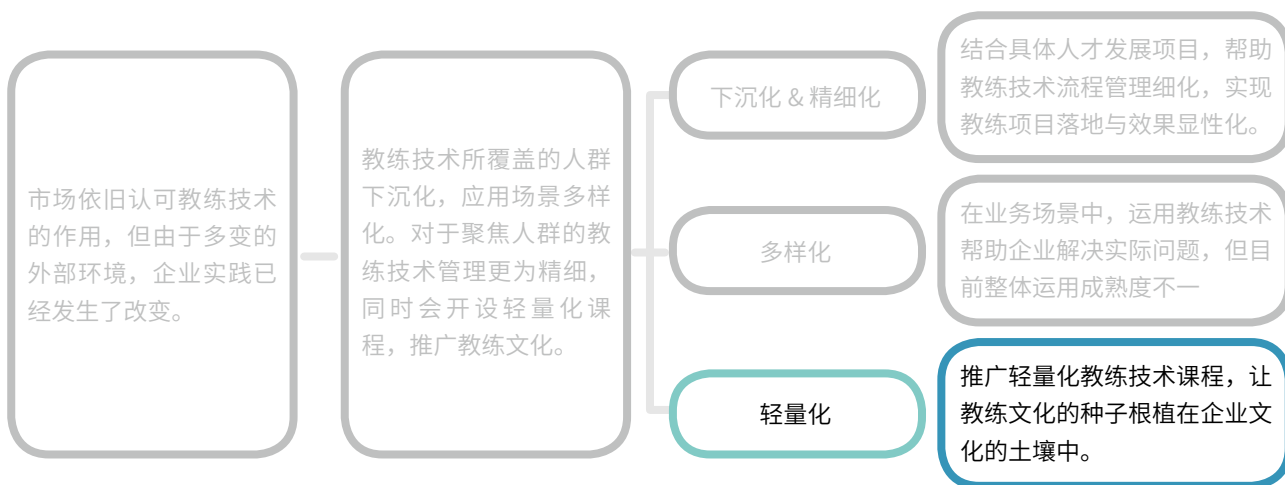 市场依旧认可教练技术
的作用，但由于多变的
外部环境，企业实践已
经发生了改变。
教练技术所覆盖的人群
下沉化，应用场景多样
化。对于聚焦人群的教
练技术管理更为精细，
同时会开设轻量化课
程，推广教练文化。
下沉化 & 精细化
结合具体人才发展项目，帮助
教练技术流程管理细化，实现
教练项目落地与效果显性化。
多样化
在业务场景中，运用教练技术
帮助企业解决实际问题，但目
前整体运用成熟度不一
轻量化
推广轻量化教练技术课程，让
教练文化的种子根植在企业文
化的土壤中。